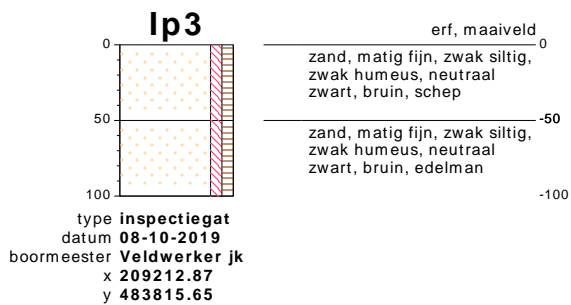 Ip3
erf, maaiveld
0
0
zand, matig fijn, zwak siltig,
zwak humeus, neutraal
zwart, bruin, schep
50
-50
zand, matig fijn, zwak siltig,
zwak humeus, neutraal
zwart, bruin, edelman
100
-100
type inspectiegat
datum 08-10-2019
boormeester Veldwerker jk
x 209212.87
y 483815.65